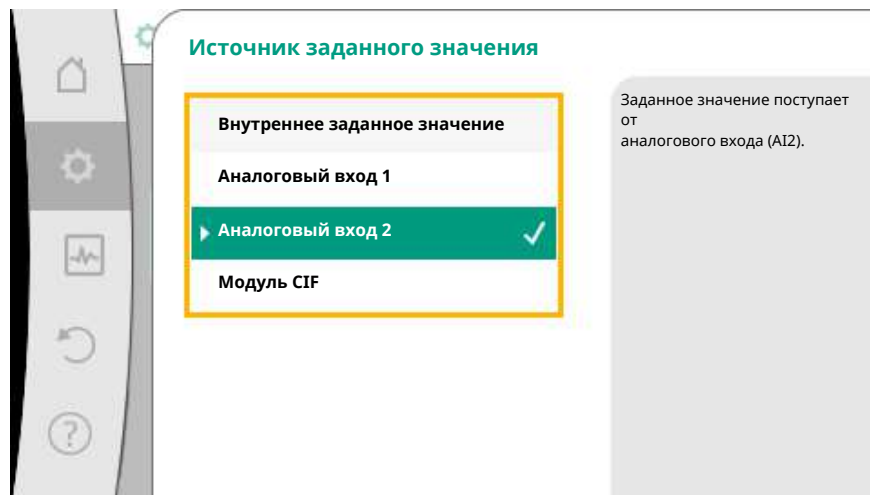 Источник заданного значения
Внутреннее заданное значение
Аналоговый вход 1
Аналоговый вход 2
Модуль CIF
Заданное значение поступает
от
аналогового входа (AI2).
?